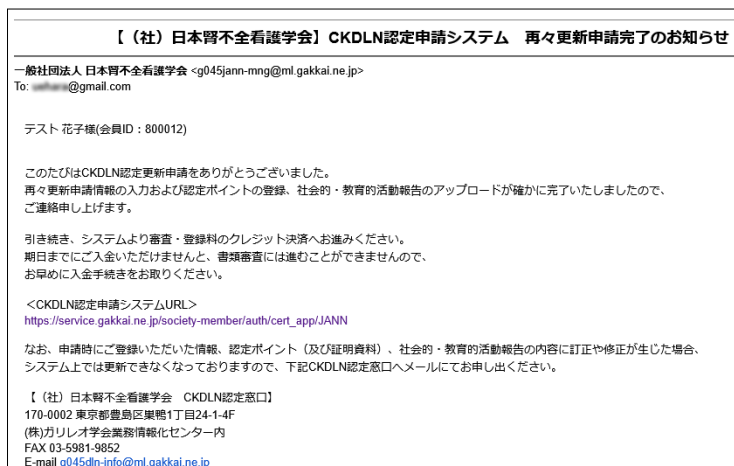 【（社）日本腎不全看護学会】CKDLN認定申請システム　再々更新申請完了のお知らせ
一般社団法人 日本腎不全看護学会 <g045jann-mng@ml.gakkai.ne.jp>
To: @gmail.com
テスト 花子様(会員ID：800012)
このたびはCKDLN認定更新申請をありがとうございました。
再々更新申請情報の入力および認定ポイントの登録、社会的・教育的活動報告のアップロードが確かに完了いたしましたので、
ご連絡申し上げます。
引き続き、システムより審査・登録料のクレジット決済へお進みください。
期日までにご入金いただけませんと、書類審査には進むことができませんので、
お早めに入金手続きをお取りください。
＜CKDLN認定申請システムURL＞
https://service.gakkai.ne.jp/society-member/auth/cert_app/JANN
なお、申請時にご登録いただいた情報、認定ポイント（及び証明資料）、社会的・教育的活動報告の内容に訂正や修正が生じた場合、
システム上では更新できなくなっておりますので、下記CKDLN認定窓口へメールにてお申し出ください。
【（社）日本腎不全看護学会　CKDLN認定窓口】
170-0002 東京都豊島区巣鴨1丁目24-1-4F
(株)ガリレオ学会業務情報化センター内
FAX 03-5981-9852
E-mail g045dln-info@ml.gakkai.ne.jp